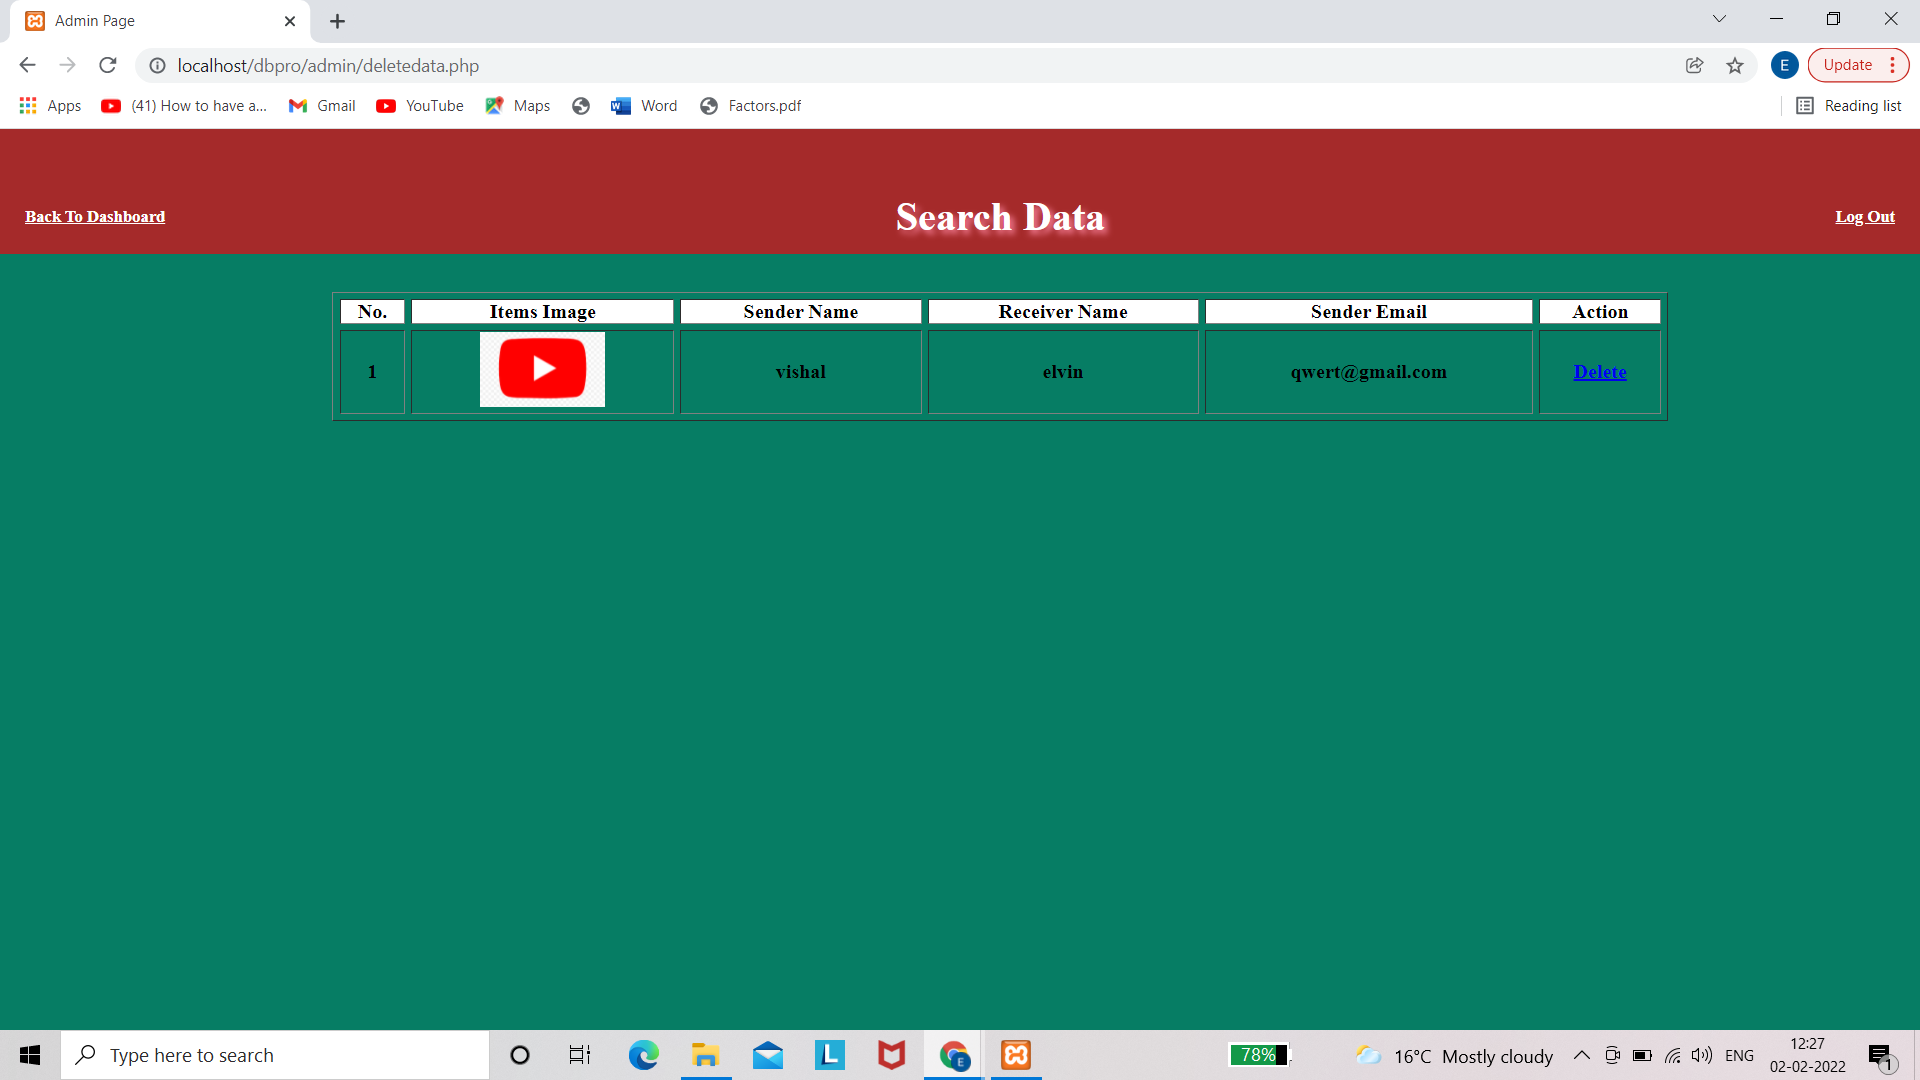 Admin Page
localhost/dbpro/admin/deletedata.php
E
Update
Apps
(41) How to have a...
Gmail
YouTube
Maps
Word
Factors.pdf
Reading list
Back To Dashboard
Search Data
Log Out
No. Items Image Sender Name Receiver Name Sender Email Action
1 vishal elvin qwert@gmail.com Delete
Type here to search
L
E
78%
16°C Mostly cloudy
ENG
12:27
02-02-2022
1